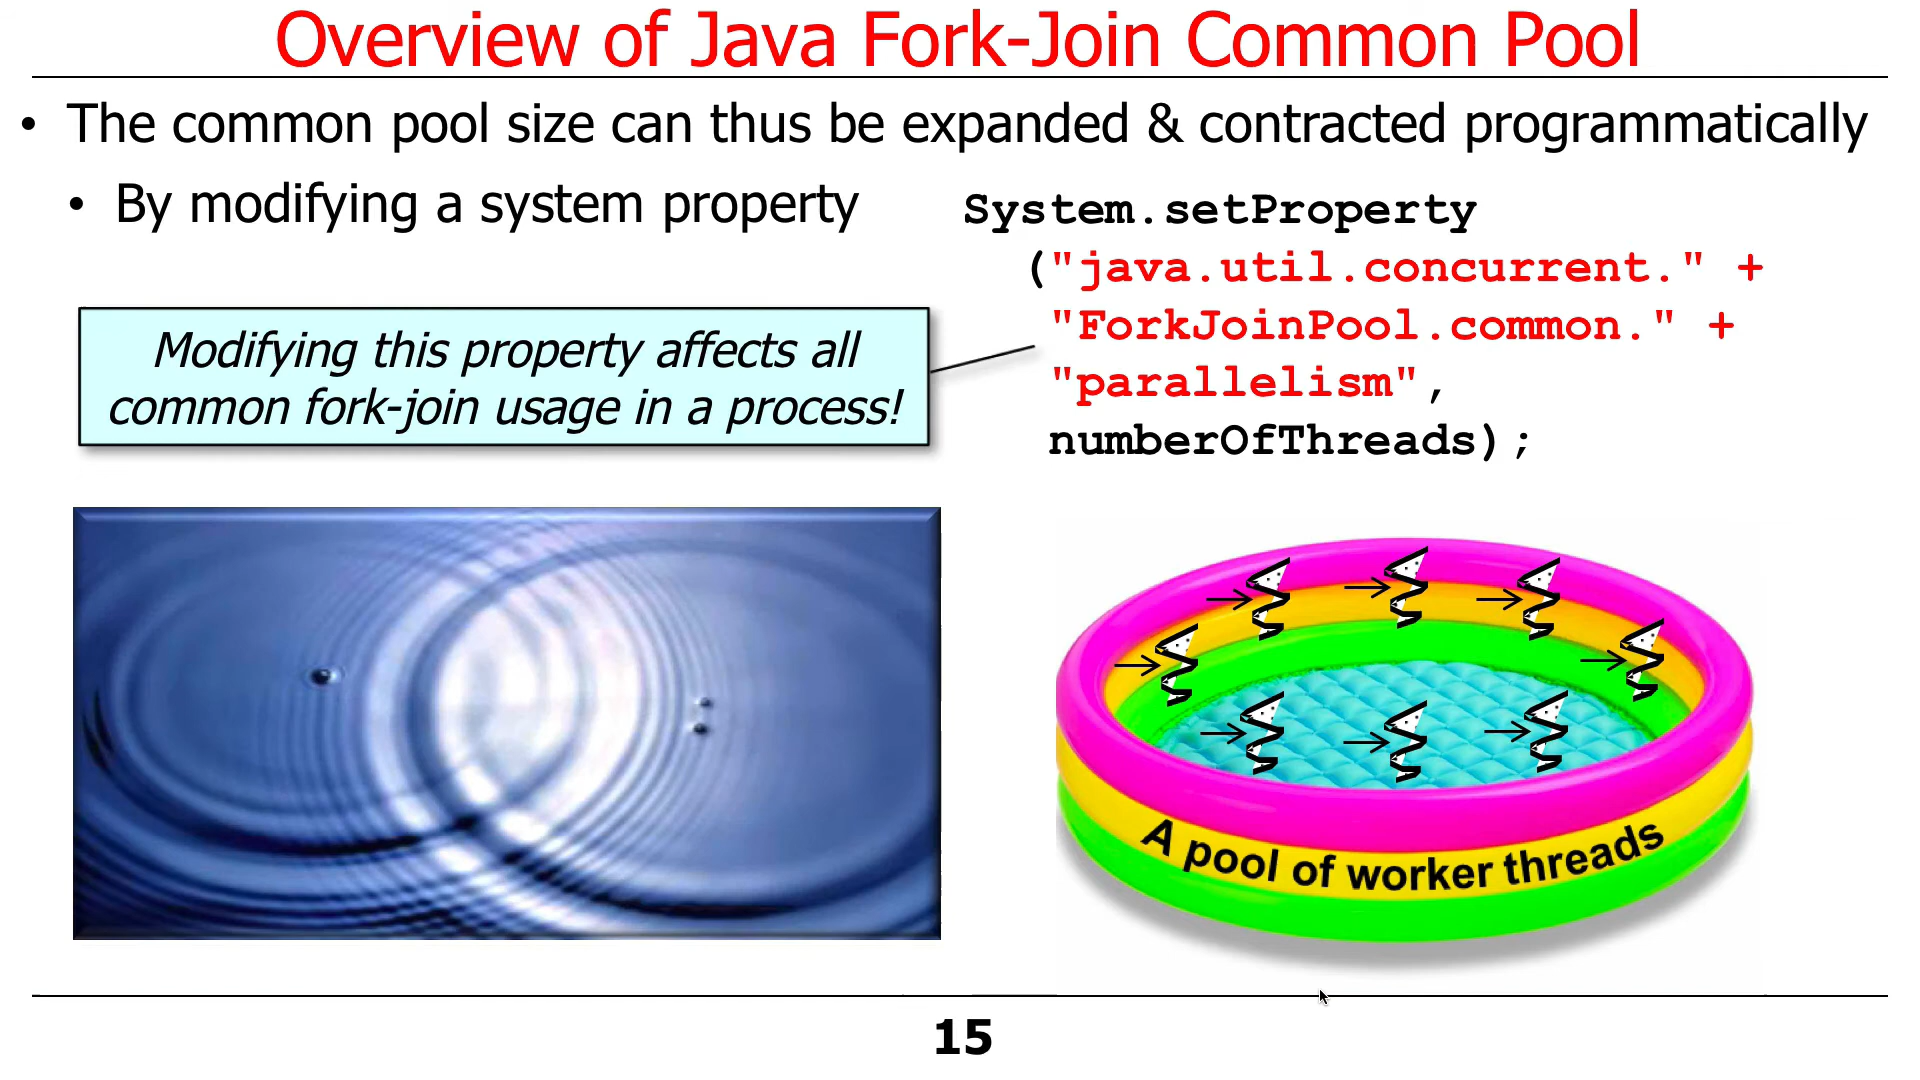 Overview of Java Fork-Join Common Pool
• The common pool size can thus be expanded & contracted programmatically
• By modifying a system property
System.setProperty
("java.util.concurrent." +
"ForkJoinPool.common." +
"parallelism",
numberOfThreads);
Modifying this property affects all
common fork-join usage in a process!
A pool of worker threads
15